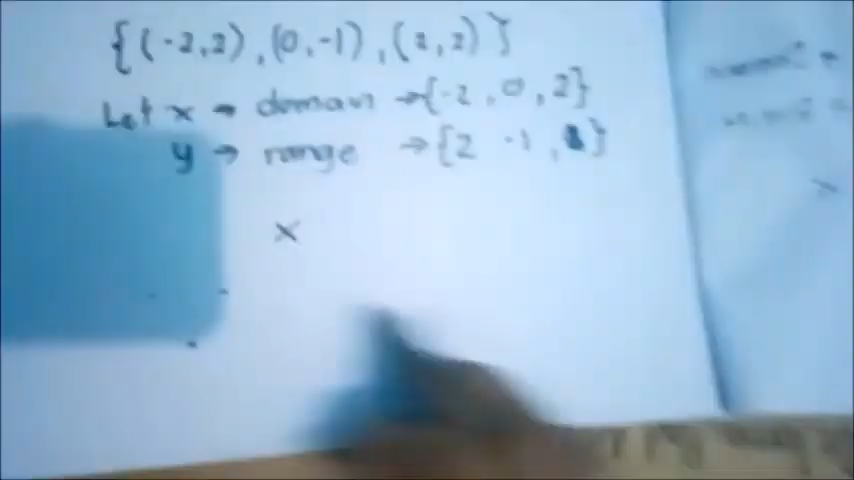 {(-2,2),(0,-1),(2,2)}
Let x → domain →{-2,0,2}
y → range →{2 -1, }
x